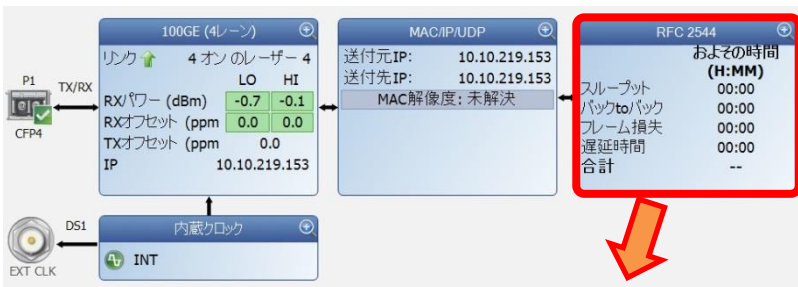 P1
TX/RX
CFP4
100GE (4レーン)
リンク 4 オン のレーザー 4
LO HI
RXパワー (dBm) -0.7 -0.1
RXオフセット (ppm 0.0 0.0
TXオフセット (ppm 0.0
IP 10.10.219.153
MAC/IP/UDP
送付元IP: 10.10.219.153
送付先IP: 10.10.219.153
MAC解像度: 未解決
RFC 2544
およその時間
(H:MM)
スループット 00:00
バックtoバック 00:00
フレーム損失 00:00
遅延時間 00:00
合計 --
DS1
EXT CLK
内蔵クロック
INT